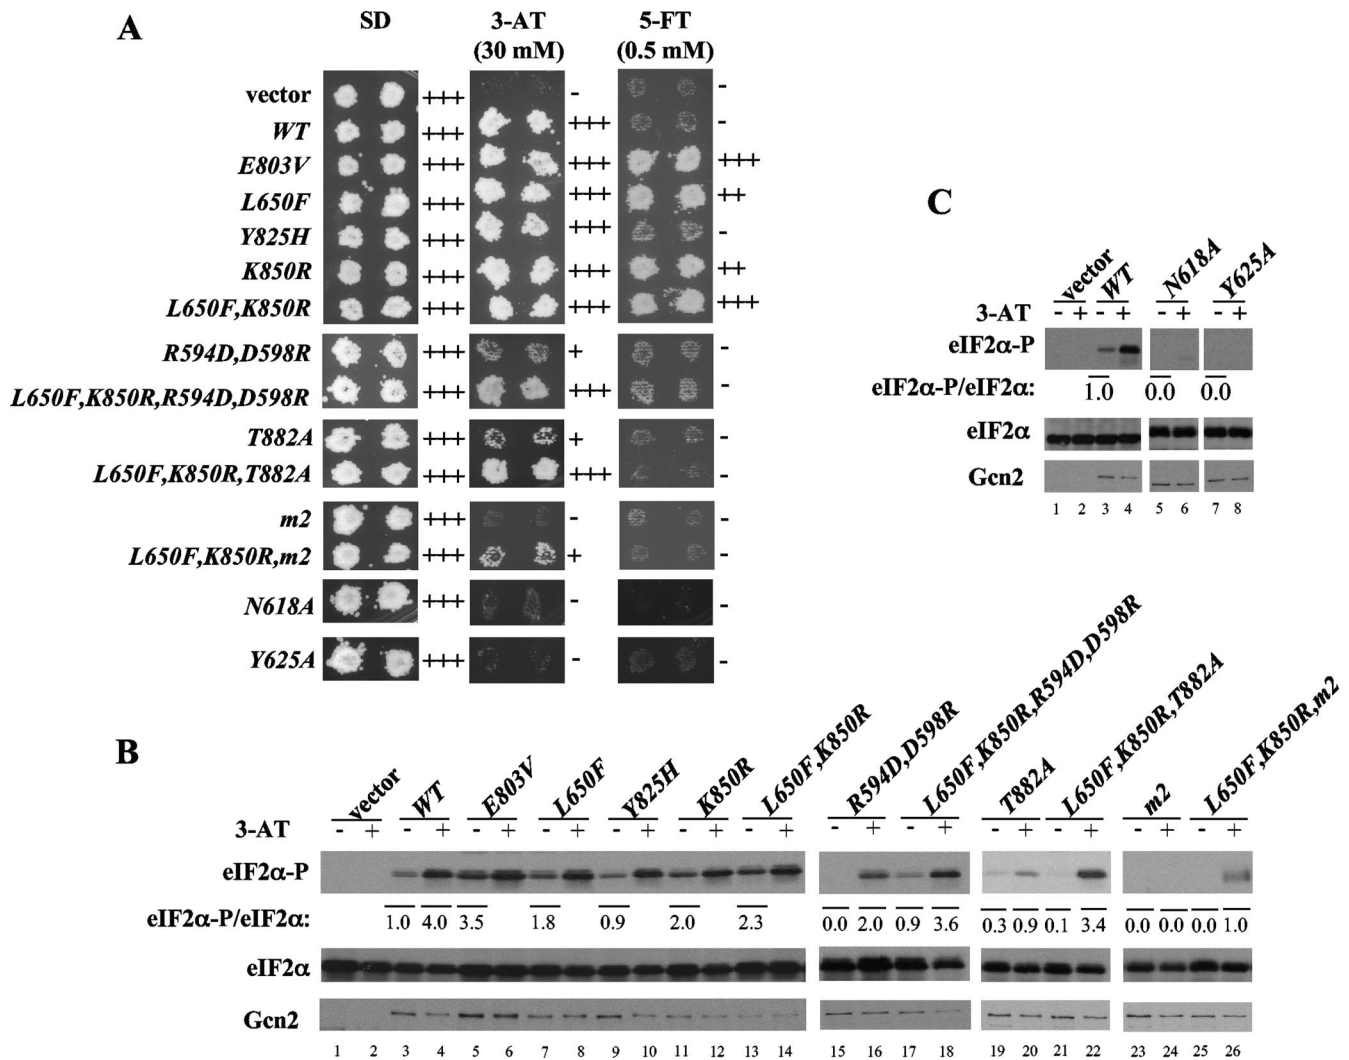 A
SD 3-AT 5-FT
(30 mM) (0.5 mM)
vector +++ - -
WT +++ +++ -
E803V +++ +++ +++
L650F +++ +++ ++
Y825H +++ +++ -
K850R +++ +++ ++
L650F,K850R +++ +++ +++
R594D,D598R +++ + -
L650F,K850R,R594D,D598R +++ +++ -
T882A +++ + -
L650F,K850R,T882A +++ +++ -
m2 +++ - -
L650F,K850R,m2 +++ + -
N618A +++ - -
Y625A +++ - -
C
vector WT N618A Y625A
3-AT - + - + - + - +
eIF2α-P
eIF2α-P/eIF2α: 1.0 0.0 0.0
eIF2α
Gcn2
1 2 3 4 5 6 7 8
B
vector WT E803V L650F Y825H K850R L650F,K850R R594D,D598R L650F,K850R,R594D,D598R T882A L650F,K850R,T882A m2 L650F,K850R,m2
3-AT - + - + - + - + - + - + - + - + - + - + - + - + - +
eIF2α-P
eIF2α-P/eIF2α: 1.0 4.0 3.5 1.8 0.9 2.0 2.3 0.0 2.0 0.9 3.6 0.3 0.9 0.1 3.4 0.0 0.0 0.0 1.0
eIF2α
Gcn2
1 2 3 4 5 6 7 8 9 10 11 12 13 14 15 16 17 18 19 20 21 22 23 24 25 26